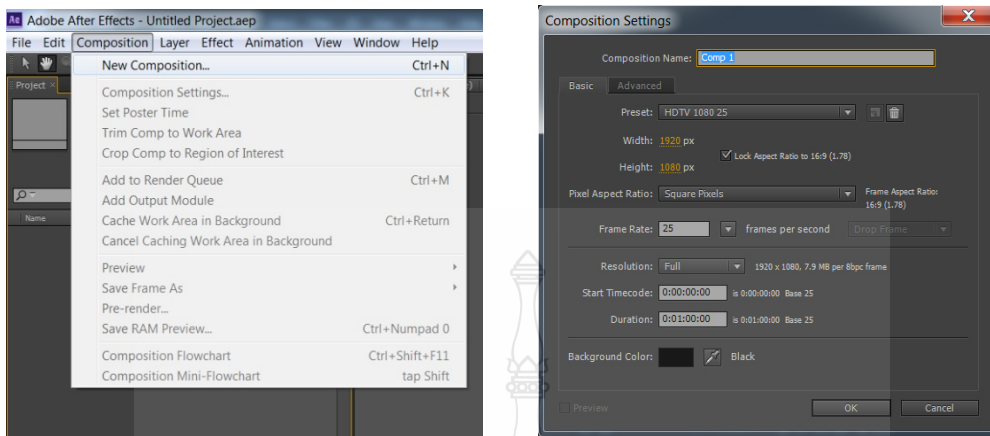 Adobe After Effects - Untitled Project.aep
File Edit Composition Layer Effect Animation View Window Help
Project ×
New Composition... Ctrl+N
Composition Settings... Ctrl+K
Set Poster Time
Trim Comp to Work Area
Crop Comp to Region of Interest
Add to Render Queue Ctrl+M
Add Output Module
Cache Work Area in Background Ctrl+Return
Cancel Caching Work Area in Background
Name
Preview
Save Frame As
Pre-render...
Save RAM Preview... Ctrl+Numpad 0
Composition Flowchart Ctrl+Shift+F11
Composition Mini-Flowchart tap Shift
Composition Settings
Composition Name: Comp 1
Basic Advanced
Preset: HDTV 1080 25
Width: 1920 px
Lock Aspect Ratio to 16:9 (1.78)
Height: 1080 px
Pixel Aspect Ratio: Square Pixels Frame Aspect Ratio:
16:9 (1.78)
Frame Rate: 25 frames per second Drop Frame
Resolution: Full 1920 x 1080, 7.9 MB per 8bpc frame
Start Timecode: 0:00:00:00 is 0:00:00:00 Base 25
Duration: 0:01:00:00 is 0:01:00:00 Base 25
Background Color: Black
Preview OK Cancel